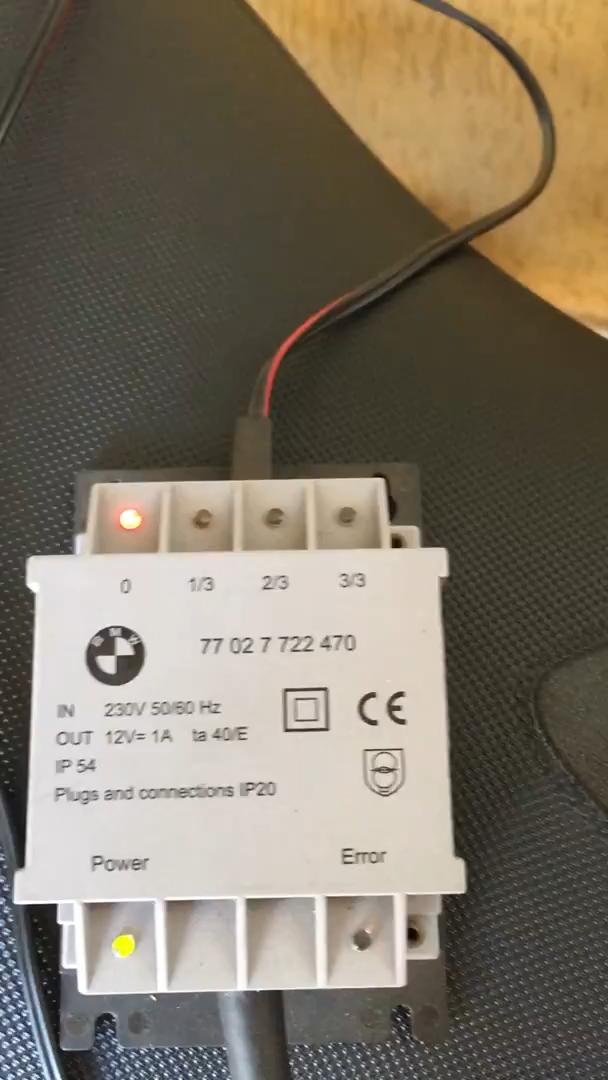 0 1/3 2/3 3/3
BMW
77 02 7 722 470
IN 230V 50/60 Hz
OUT 12V= 1A ta 40/E
IP 54
CE
Plugs and connections IP20
Power Error